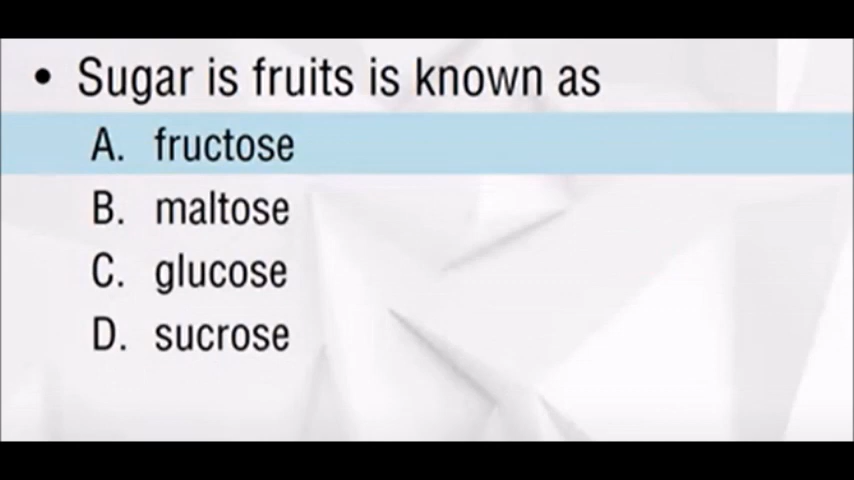 • Sugar is fruits is known as
A. fructose
B. maltose
C. glucose
D. sucrose